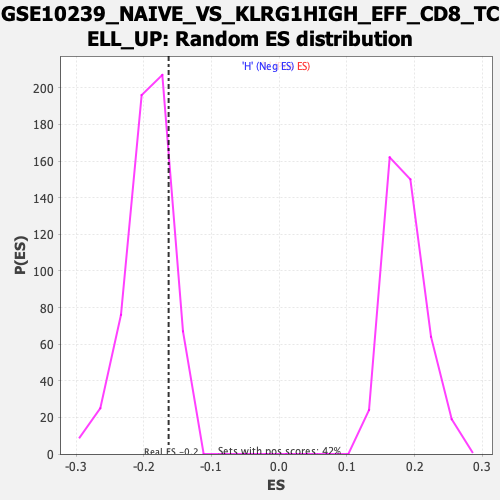 GSE10239_NAIVE_VS_KLRG1HIGH_EFF_CD8_TC
ELL_UP: Random ES distribution
'H' (Neg ES) ES)
200
180
160
140
120
100
80
60
40
20
0
P(ES)
Real ES -0.2
Sets with pos scores: 42%
-0.3 -0.2 -0.1 0.0 0.1 0.2 0.3
ES